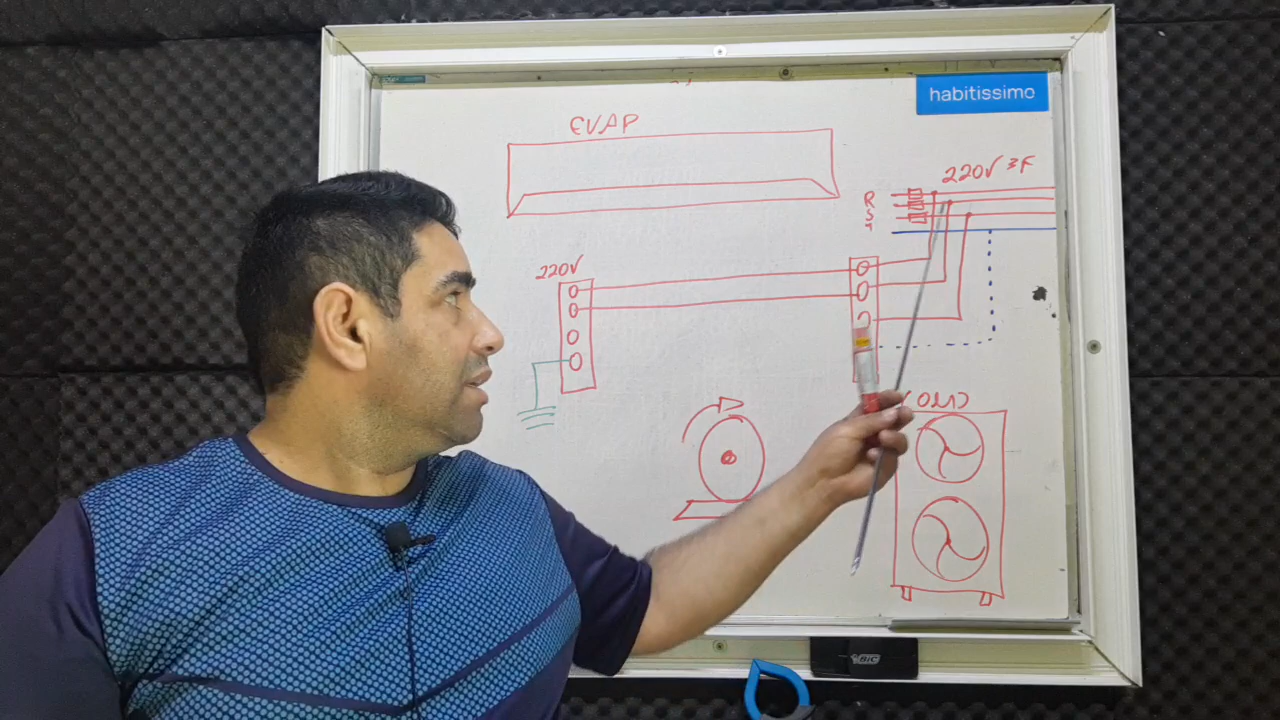 EVAP
habitissimo
220V 3F
R
S
T
220V
COND
BIC